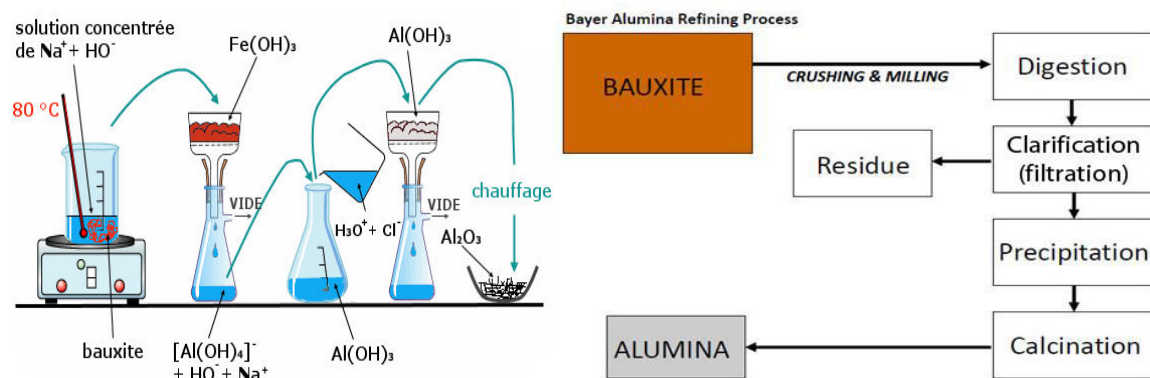 solution concentrée
de Na⁺ + HO⁻
80 °C
Fe(OH)₃
Al(OH)₃
VIDE
H₃O⁺ + Cl⁻
VIDE
chauffage
Al₂O₃
bauxite
[Al(OH)₄]⁻
+ HO⁻ + Na⁺
Al(OH)₃
Bayer Alumina Refining Process
BAUXITE
CRUSHING & MILLING
Digestion
Residue
Clarification
(filtration)
Precipitation
ALUMINA
Calcination